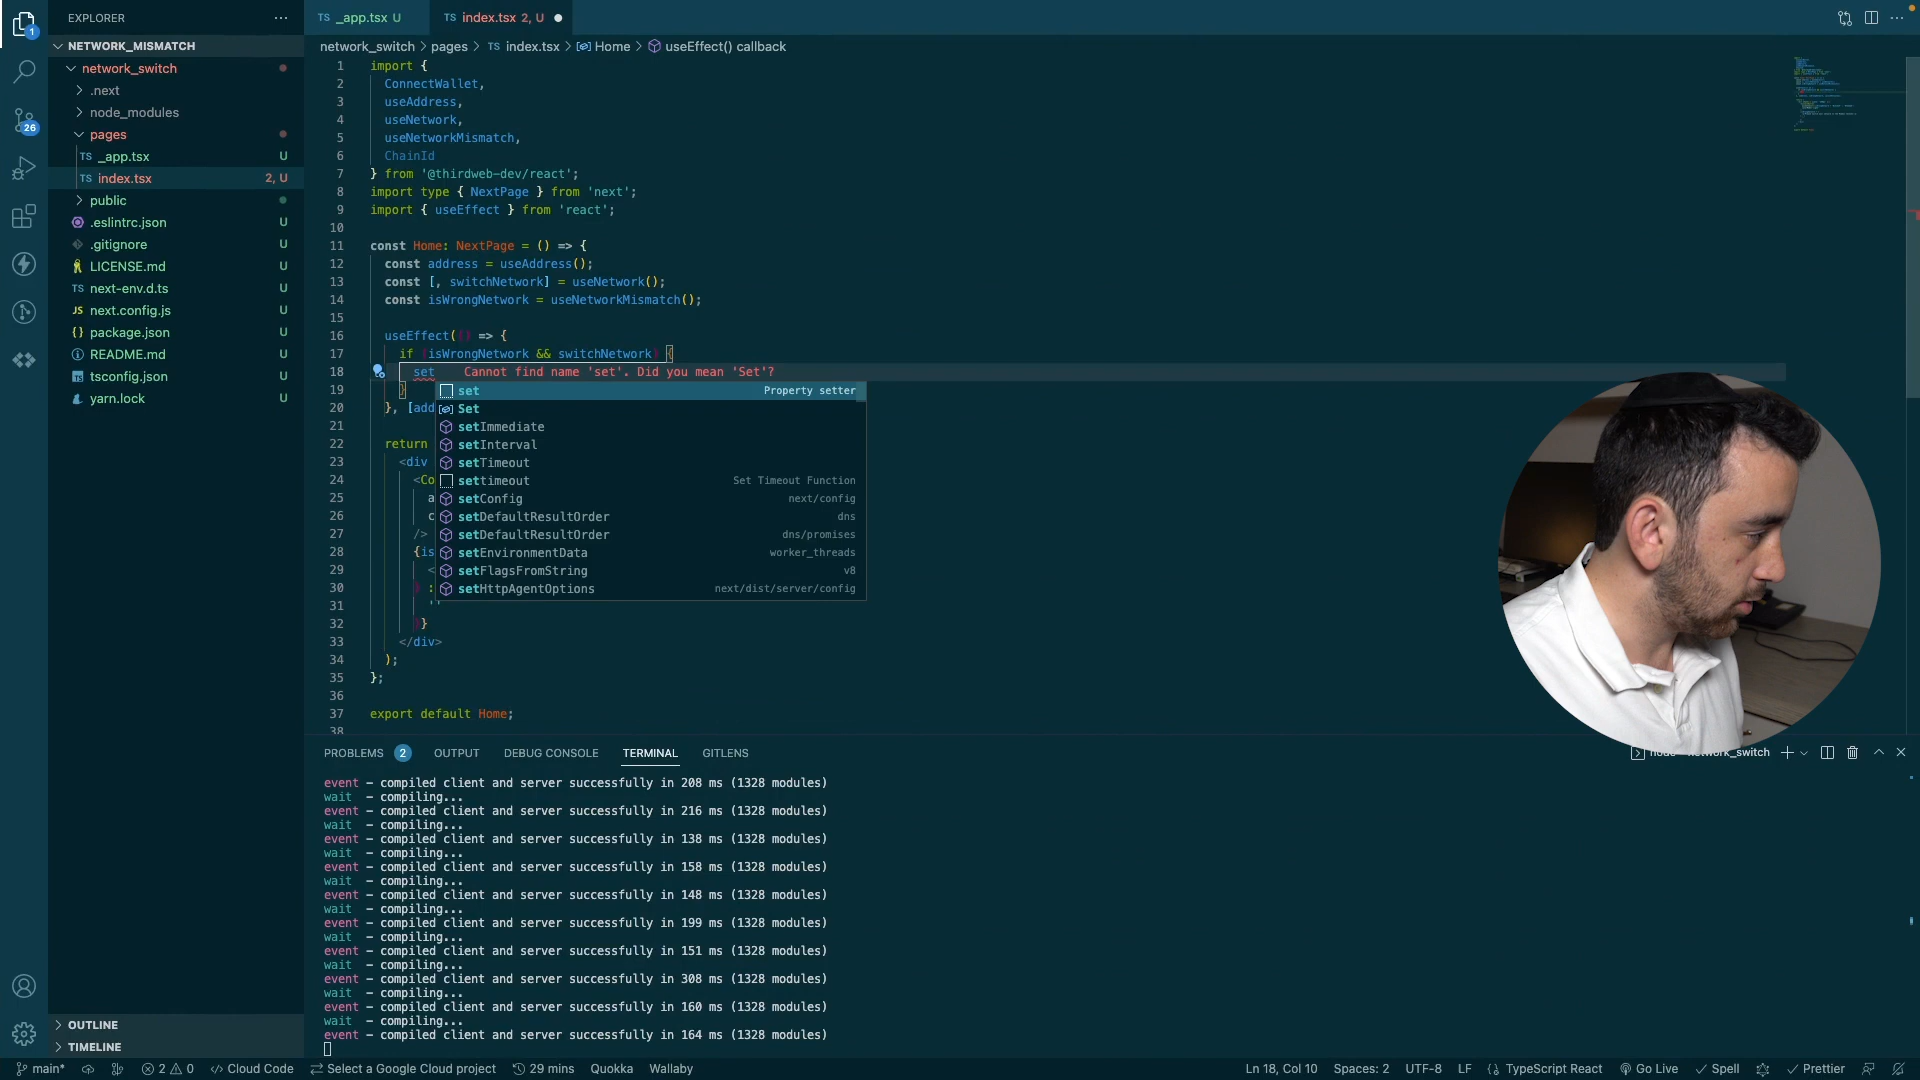 EXPLORER
NETWORK_MISMATCH
network_switch
.next
node_modules
pages
TS _app.tsx U
TS index.tsx 2, U
public
.eslintrc.json U
.gitignore U
LICENSE.md U
TS next-env.d.ts U
JS next.config.js U
{} package.json U
README.md U
tsconfig.json U
yarn.lock U
OUTLINE
TIMELINE
1
26
TS _app.tsx U
TS index.tsx 2, U
network_switch > pages > TS index.tsx > Home > useEffect() callback
1 import {
2 ConnectWallet,
3 useAddress,
4 useNetwork,
5 useNetworkMismatch,
6 ChainId
7 } from '@thirdweb-dev/react';
8 import type { NextPage } from 'next';
9 import { useEffect } from 'react';
10
11 const Home: NextPage = () => {
12 const address = useAddress();
13 const [, switchNetwork] = useNetwork();
14 const isWrongNetwork = useNetworkMismatch();
15
16 useEffect(() => {
17 if (isWrongNetwork && switchNetwork) {
18 set Cannot find name 'set'. Did you mean 'Set'?
19 }
20 }, [add
21
22 return
23 <div
24 <Co
25 a
26 c
27 />
28 {is
29 <
30 ) :
31 ''
32 )}
33 </div>
34 );
35 };
36
37 export default Home;
38
set Property setter
Set
setImmediate
setInterval
setTimeout
settimeout Set Timeout Function
setConfig next/config
setDefaultResultOrder dns
setDefaultResultOrder dns/promises
setEnvironmentData worker_threads
setFlagsFromString v8
setHttpAgentOptions next/dist/server/config
PROBLEMS 2 OUTPUT DEBUG CONSOLE TERMINAL GITLENS
event - compiled client and server successfully in 208 ms (1328 modules)
wait - compiling...
event - compiled client and server successfully in 216 ms (1328 modules)
wait - compiling...
event - compiled client and server successfully in 138 ms (1328 modules)
wait - compiling...
event - compiled client and server successfully in 158 ms (1328 modules)
wait - compiling...
event - compiled client and server successfully in 148 ms (1328 modules)
wait - compiling...
event - compiled client and server successfully in 199 ms (1328 modules)
wait - compiling...
event - compiled client and server successfully in 151 ms (1328 modules)
wait - compiling...
event - compiled client and server successfully in 308 ms (1328 modules)
wait - compiling...
event - compiled client and server successfully in 160 ms (1328 modules)
wait - compiling...
event - compiled client and server successfully in 164 ms (1328 modules)
main* 2 0 Cloud Code Select a Google Cloud project 29 mins Quokka Wallaby Ln 18, Col 10 Spaces: 2 UTF-8 LF TypeScript React Go Live Spell Prettier